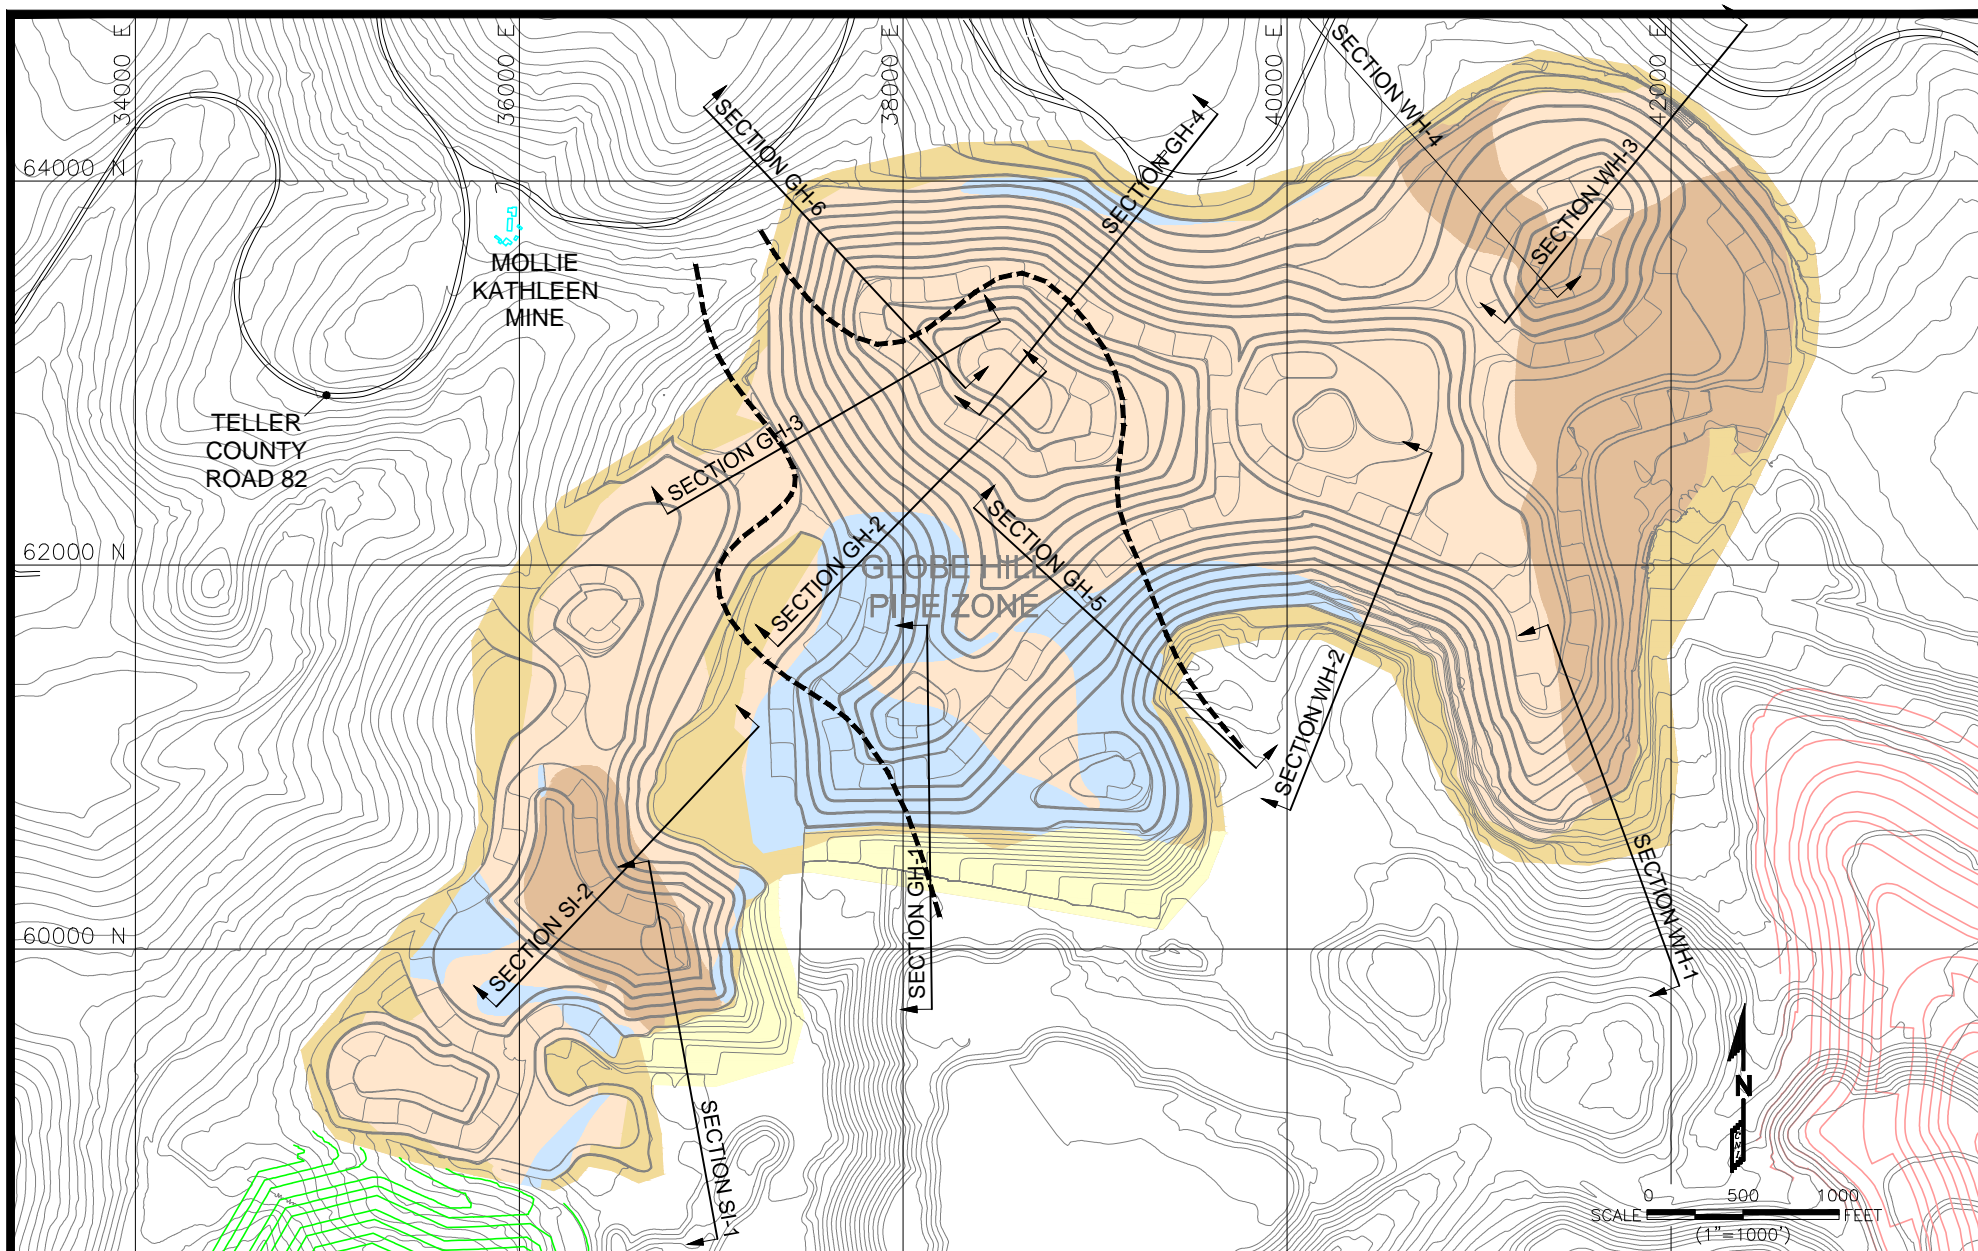 34000 E
36000 E
38000 E
40000 E
42000 E
64000 N
62000 N
60000 N
SECTION GH-6
SECTION GH-4
SECTION WH-4
SECTION WH-3
MOLLIE
KATHLEEN
MINE
TELLER
COUNTY
ROAD 82
SECTION GH-3
SECTION GH-2
SECTION GH-5
GLOBE HILL
PIPE ZONE
SECTION WH-2
SECTION SI-2
SECTION GH-1
SECTION WH-1
SECTION SI-1
N
0 500 1000
SCALE FEET
(1"=1000')